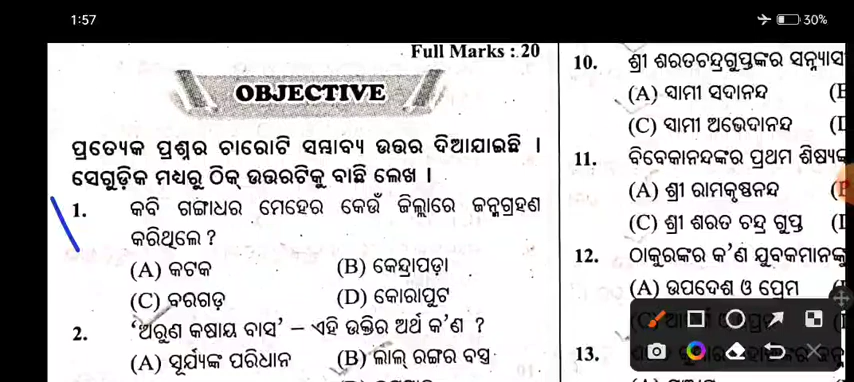 1:57
30%
Full Marks : 20
OBJECTIVE
ପ୍ରତ୍ୟେକ ପ୍ରଶ୍ନର ଚାରୋଟି ସମ୍ଭାବ୍ୟ ଉତ୍ତର ଦିଆଯାଇଛି ।
ସେଗୁଡ଼ିକ ମଧ୍ୟରୁ ଠିକ୍ ଉତ୍ତରଟିକୁ ବାଛି ଲେଖ ।
1. କବି ଗଙ୍ଗାଧର ମେହେର କେଉଁ ଜିଲ୍ଲାରେ ଜନ୍ମଗ୍ରହଣ
କରିଥିଲେ ?
(A) କଟକ (B) କେନ୍ଦ୍ରାପଡ଼ା
(C) ବରଗଡ଼ (D) କୋରାପୁଟ
2. ‘ଅରୁଣ କଷାୟ ବାସ’ – ଏହି ଉକ୍ତିର ଅର୍ଥ କ’ଣ ?
(A) ସୂର୍ଯ୍ୟଙ୍କ ପରିଧାନ (B) ଲାଲ୍ ରଙ୍ଗର ବସ୍ତ୍ର
10. ଶ୍ରୀ ଶରତଚନ୍ଦ୍ରଗୁପ୍ତଙ୍କର ସନ୍ନ୍ୟାସ
(A) ସାମୀ ସଦାନନ୍ଦ
(C) ସାମୀ ଅଭେଦାନନ୍ଦ
11. ବିବେକାନନ୍ଦଙ୍କର ପ୍ରଥମ ଶିଷ୍ୟଙ୍କ
(A) ଶ୍ରୀ ରାମକୃଷ୍ଣନନ୍ଦ
(C) ଶ୍ରୀ ଶରତ ଚନ୍ଦ୍ର ଗୁପ୍ତ
12. ଠାକୁରଙ୍କର କ’ଣ ଯୁବକମାନଙ୍କୁ
(A) ଉପଦେଶ ଓ ପ୍ରେମ
13.